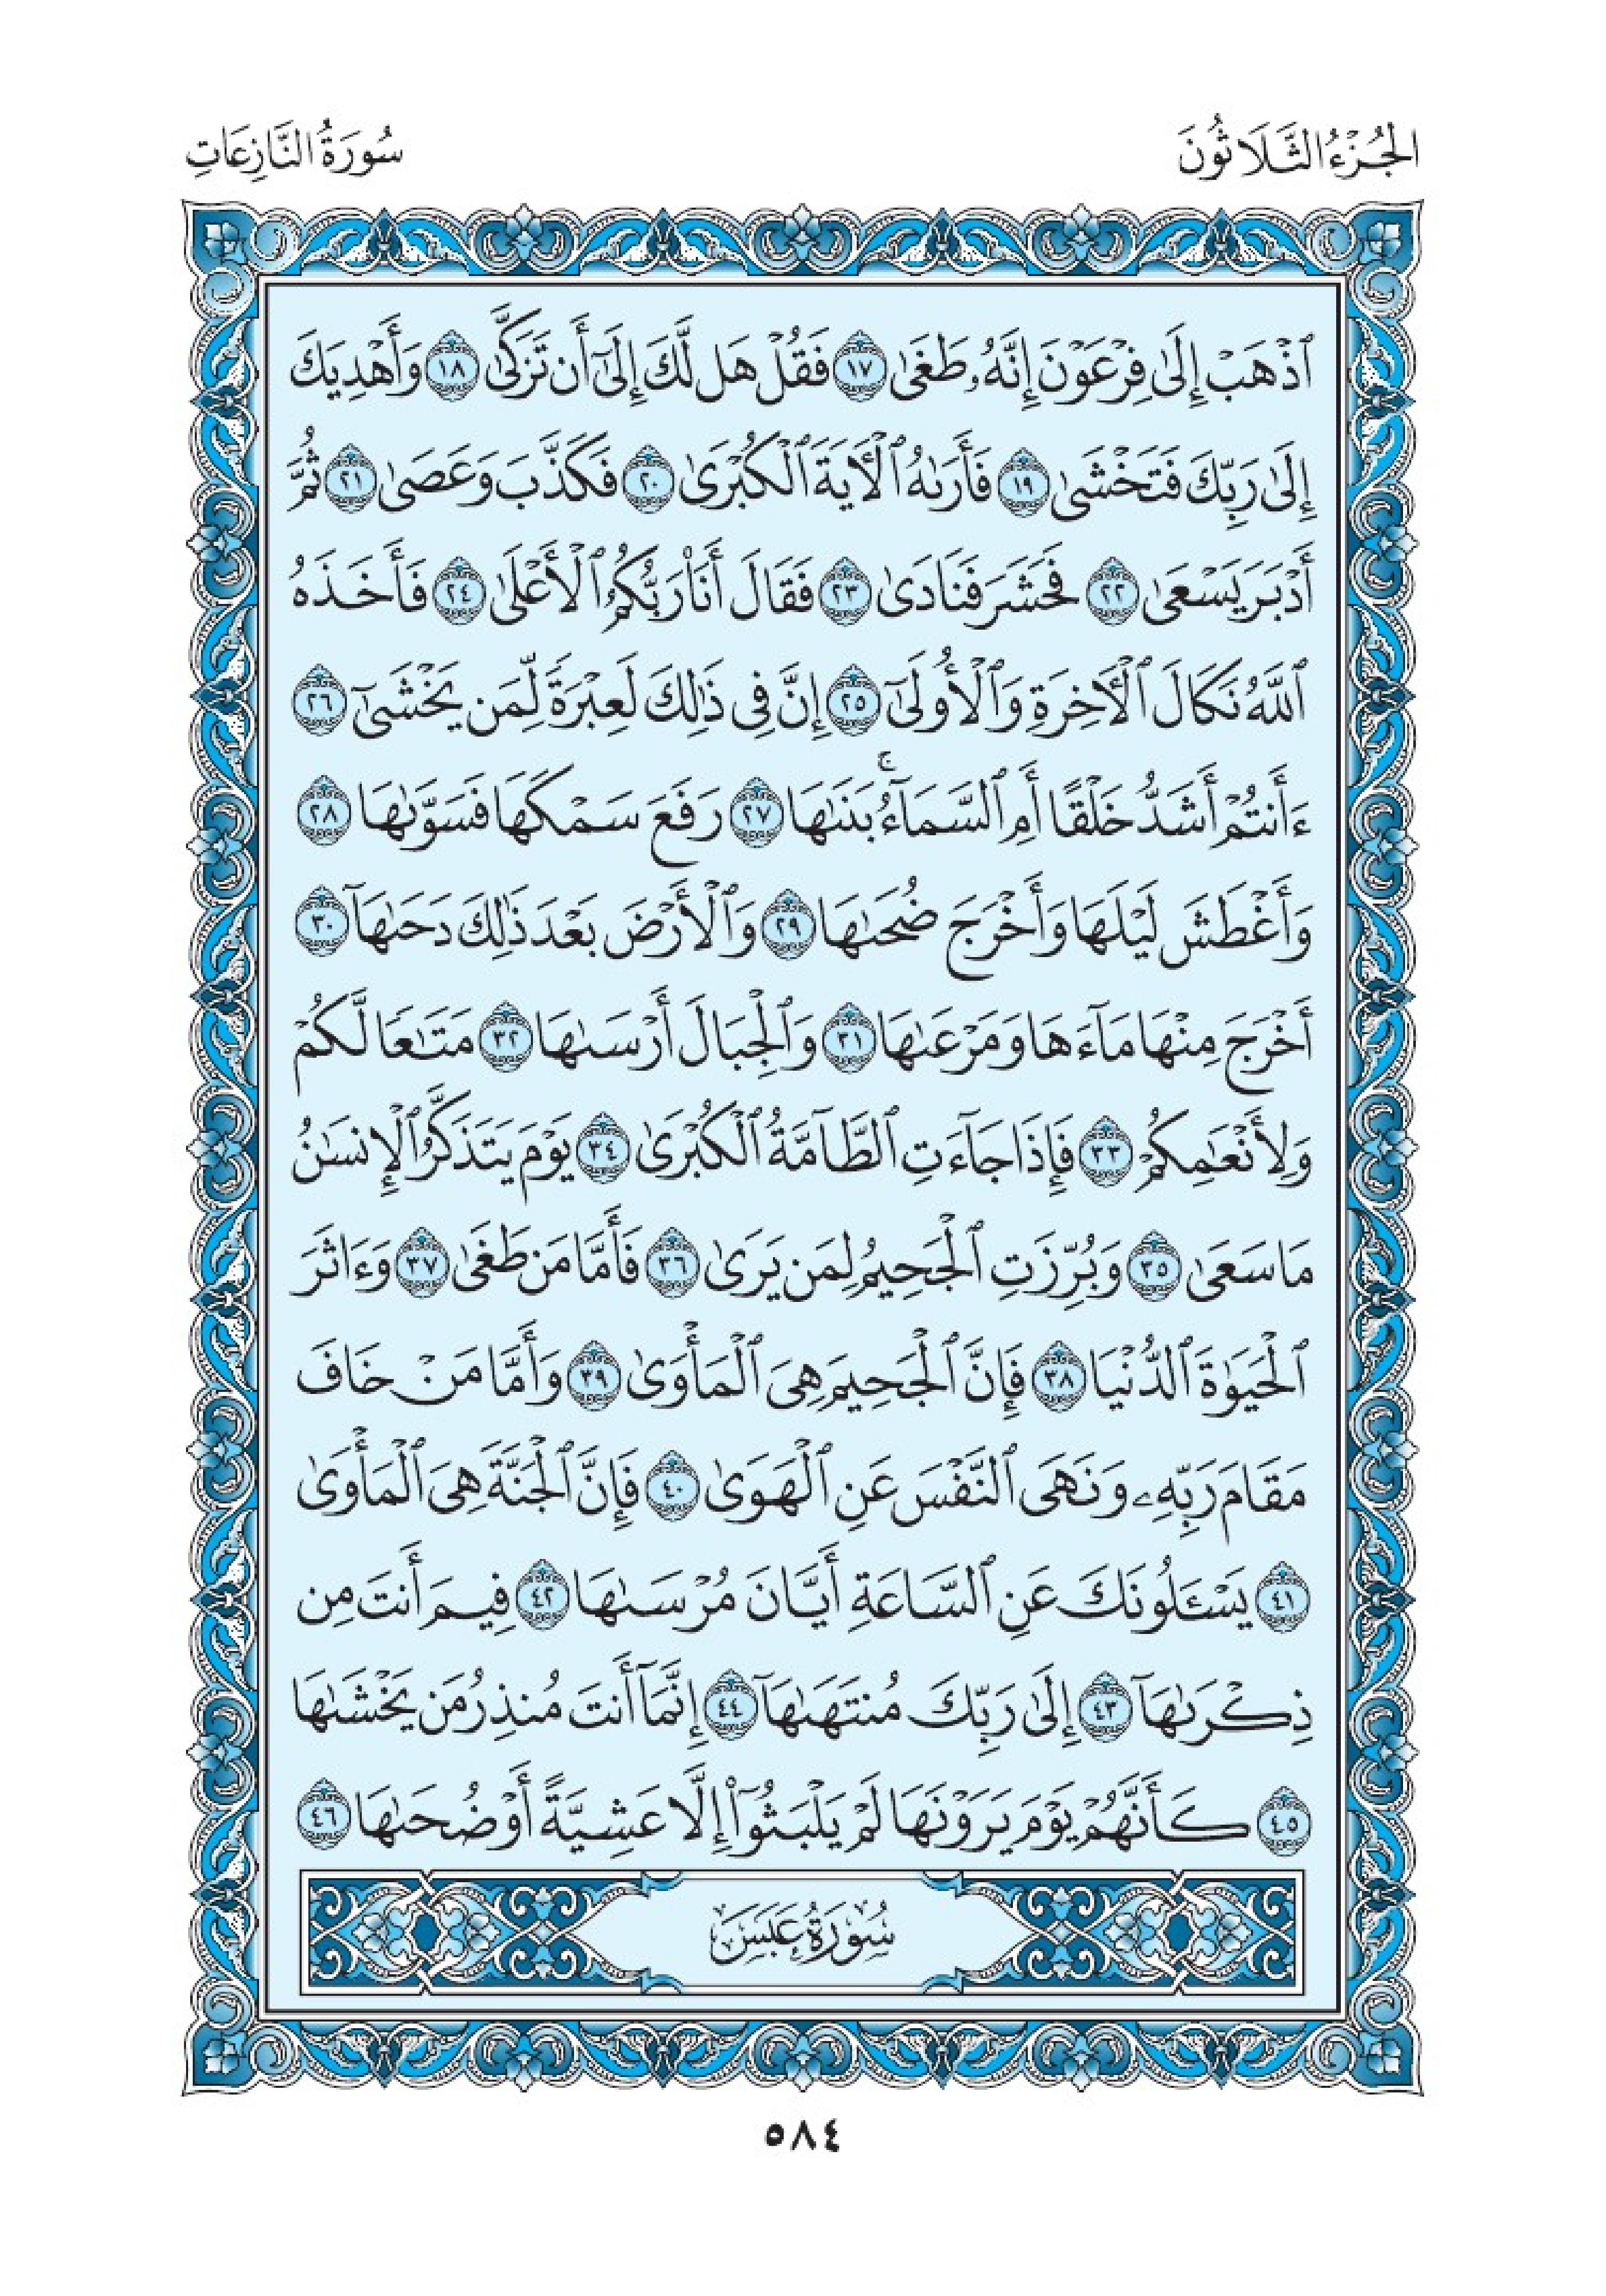 الجُزْءُ الثَّلَاثُونَ
سُورَةُ النَّازِعَاتِ
ٱذْهَبْ إِلَىٰ فِرْعَوْنَ إِنَّهُۥ طَغَىٰ ١٧ فَقُلْ هَل لَّكَ إِلَىٰٓ أَن تَزَكَّىٰ ١٨ وَأَهْدِيَكَ
إِلَىٰ رَبِّكَ فَتَخْشَىٰ ١٩ فَأَرَىٰهُ ٱلْأٓيَةَ ٱلْكُبْرَىٰ ٢٠ فَكَذَّبَ وَعَصَىٰ ٢١ ثُمَّ
أَدْبَرَ يَسْعَىٰ ٢٢ فَحَشَرَ فَنَادَىٰ ٢٣ فَقَالَ أَنَا۠ رَبُّكُمُ ٱلْأَعْلَىٰ ٢٤ فَأَخَذَهُ
ٱللَّهُ نَكَالَ ٱلْأٓخِرَةِ وَٱلْأُولَىٰٓ ٢٥ إِنَّ فِى ذَٰلِكَ لَعِبْرَةً لِّمَن يَخْشَىٰٓ ٢٦
ءَأَنتُمْ أَشَدُّ خَلْقًا أَمِ ٱلسَّمَآءُ ۚ بَنَىٰهَا ٢٧ رَفَعَ سَمْكَهَا فَسَوَّىٰهَا ٢٨
وَأَغْطَشَ لَيْلَهَا وَأَخْرَجَ ضُحَىٰهَا ٢٩ وَٱلْأَرْضَ بَعْدَ ذَٰلِكَ دَحَىٰهَآ ٣٠
أَخْرَجَ مِنْهَا مَآءَهَا وَمَرْعَىٰهَا ٣١ وَٱلْجِبَالَ أَرْسَىٰهَا ٣٢ مَتَـٰعًا لَّكُمْ
وَلِأَنْعَـٰمِكُمْ ٣٣ فَإِذَا جَآءَتِ ٱلطَّآمَّةُ ٱلْكُبْرَىٰ ٣٤ يَوْمَ يَتَذَكَّرُ ٱلْإِنسَـٰنُ
مَا سَعَىٰ ٣٥ وَبُرِّزَتِ ٱلْجَحِيمُ لِمَن يَرَىٰ ٣٦ فَأَمَّا مَن طَغَىٰ ٣٧ وَءَاثَرَ
ٱلْحَيَوٰةَ ٱلدُّنْيَا ٣٨ فَإِنَّ ٱلْجَحِيمَ هِىَ ٱلْمَأْوَىٰ ٣٩ وَأَمَّا مَنْ خَافَ
مَقَامَ رَبِّهِۦ وَنَهَى ٱلنَّفْسَ عَنِ ٱلْهَوَىٰ ٤٠ فَإِنَّ ٱلْجَنَّةَ هِىَ ٱلْمَأْوَىٰ
٤١ يَسْـَٔلُونَكَ عَنِ ٱلسَّاعَةِ أَيَّانَ مُرْسَىٰهَا ٤٢ فِيمَ أَنتَ مِن
ذِكْرَىٰهَآ ٤٣ إِلَىٰ رَبِّكَ مُنتَهَىٰهَآ ٤٤ إِنَّمَآ أَنتَ مُنذِرُ مَن يَخْشَىٰهَا
٤٥ كَأَنَّهُمْ يَوْمَ يَرَوْنَهَا لَمْ يَلْبَثُوٓا۟ إِلَّا عَشِيَّةً أَوْ ضُحَىٰهَا ٤٦
سُورَةُ عَبَسَ
٥٨٤